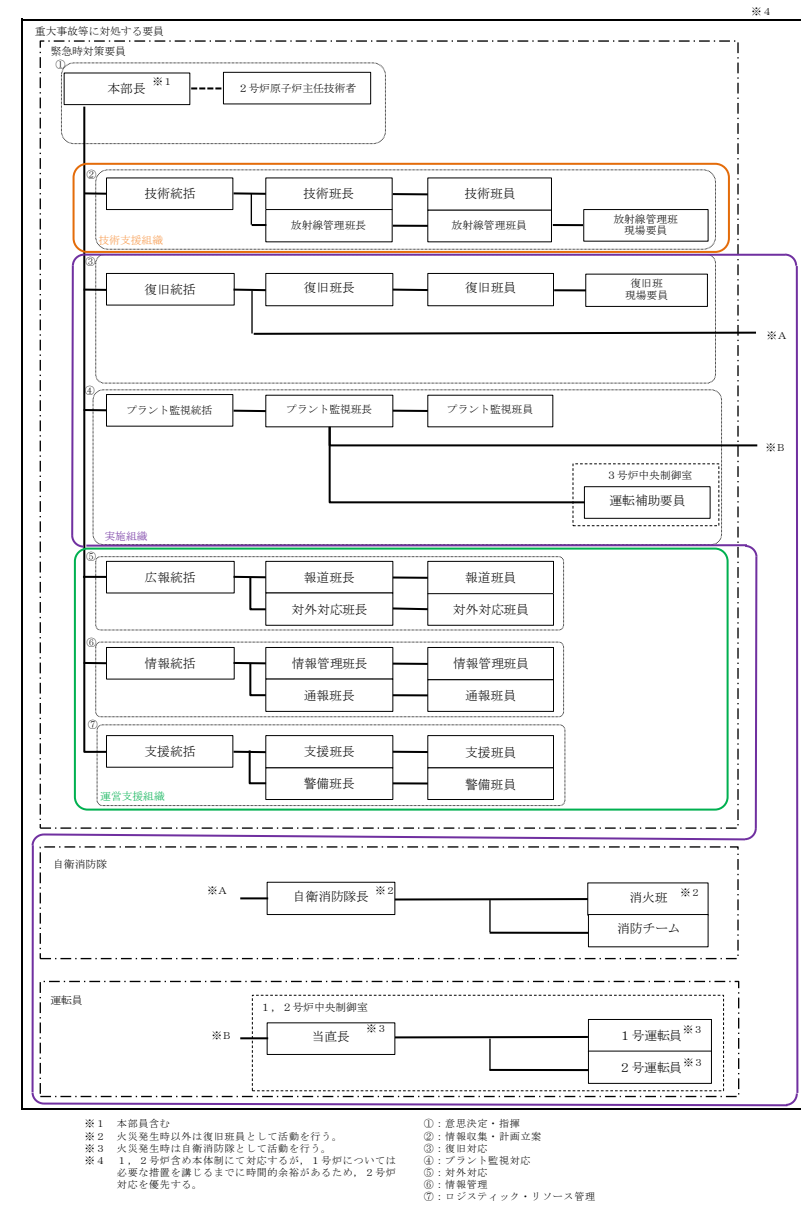 ※４
重大事故等に対処する要員
緊急時対策要員
①
本部長 ※１
２号炉原子炉主任技術者
②
技術統括
技術班長
技術班員
放射線管理班長
放射線管理班員
放射線管理班
現場要員
技術支援組織
③
復旧統括
復旧班長
復旧班員
復旧班
現場要員
※A
④
プラント監視統括
プラント監視班長
プラント監視班員
※B
３号炉中央制御室
運転補助要員
実施組織
⑤
広報統括
報道班長
報道班員
対外対応班長
対外対応班員
⑥
情報統括
情報管理班長
情報管理班員
通報班長
通報班員
⑦
支援統括
支援班長
支援班員
警備班長
警備班員
運営支援組織
自衛消防隊
※A
自衛消防隊長 ※２
消火班 ※２
消防チーム
運転員
１，２号炉中央制御室
※B
当直長 ※３
１号運転員※３
２号運転員※３
※１ 本部員含む
※２ 火災発生時以外は復旧班員として活動を行う。
※３ 火災発生時は自衛消防隊として活動を行う。
※４ １，２号炉含め本体制にて対応するが，１号炉については
必要な措置を講じるまでに時間的余裕があるため，２号炉
対応を優先する。
①：意思決定・指揮
②：情報収集・計画立案
③：復旧対応
④：プラント監視対応
⑤：対外対応
⑥：情報管理
⑦：ロジスティック・リソース管理